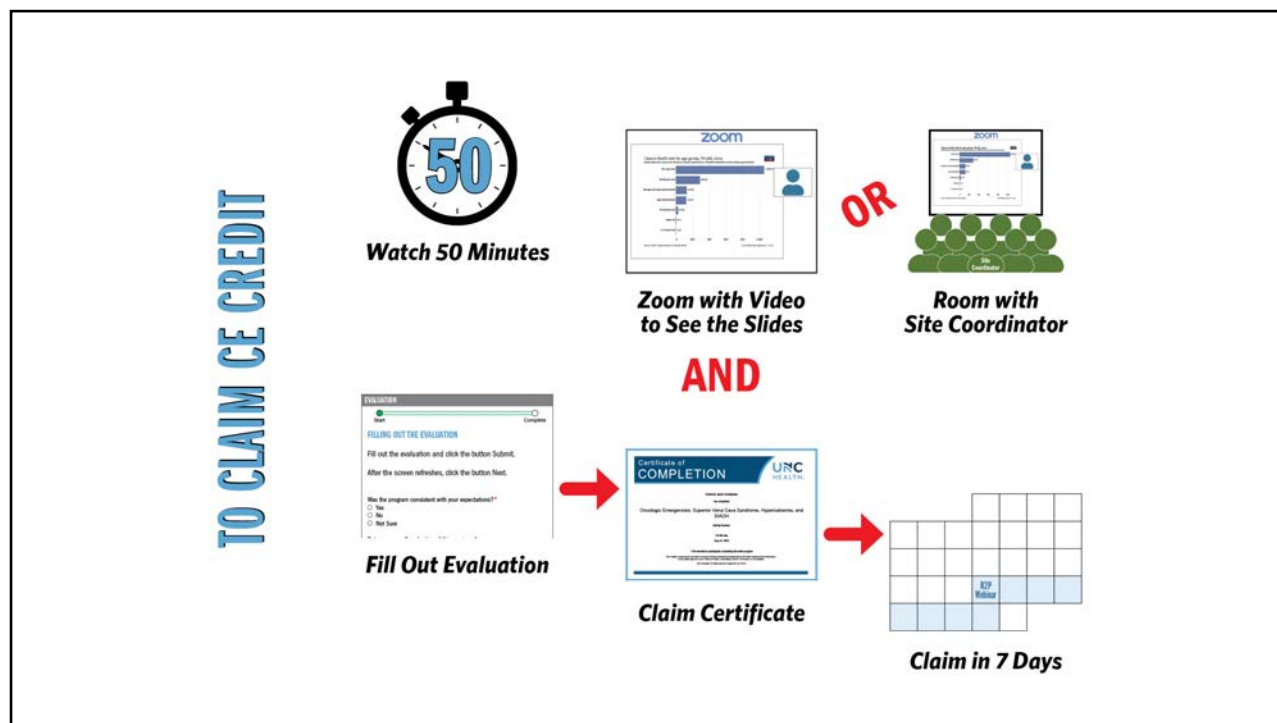 TO CLAIM CE CREDIT
50
Watch 50 Minutes
zoom
Zoom with Video
to See the Slides
OR
zoom
Site
Coordinator
Room with
Site Coordinator
AND
EVALUATION
Start
Complete
FILLING OUT THE EVALUATION
Fill out the evaluation and click the button Submit.
After the screen refreshes, click the button Next.
Was the program consistent with your expectations?*
Yes
No
Not Sure
Fill Out Evaluation
Certificate of
COMPLETION
UNC
HEALTH
Oncologic Emergencies: Superior Vena Cava Syndrome, Hypercalcemia, and
SIADH
Claim Certificate
R2P
Webinar
Claim in 7 Days